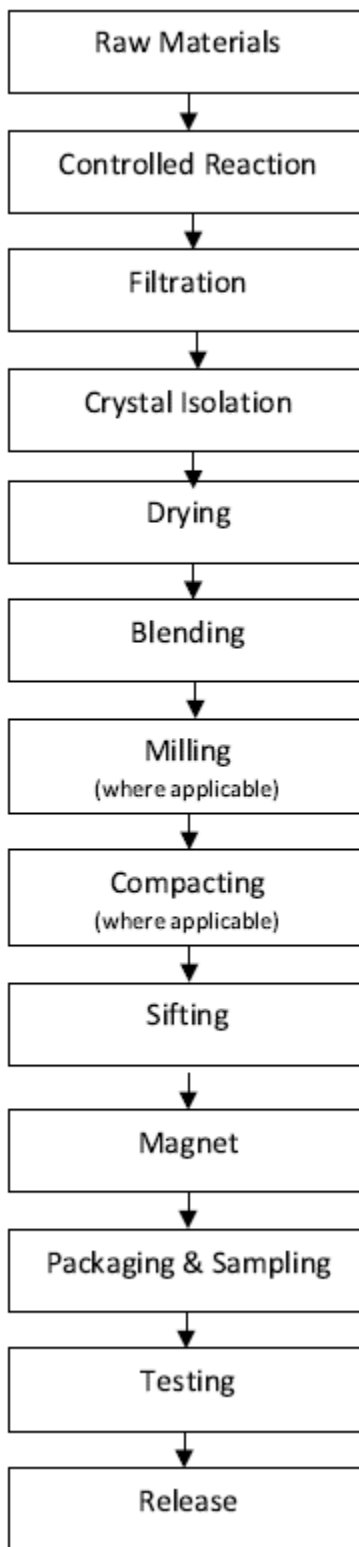 Raw Materials
Controlled Reaction
Filtration
Crystal Isolation
Drying
Blending
Milling
(where applicable)
Compacting
(where applicable)
Sifting
Magnet
Packaging & Sampling
Testing
Release